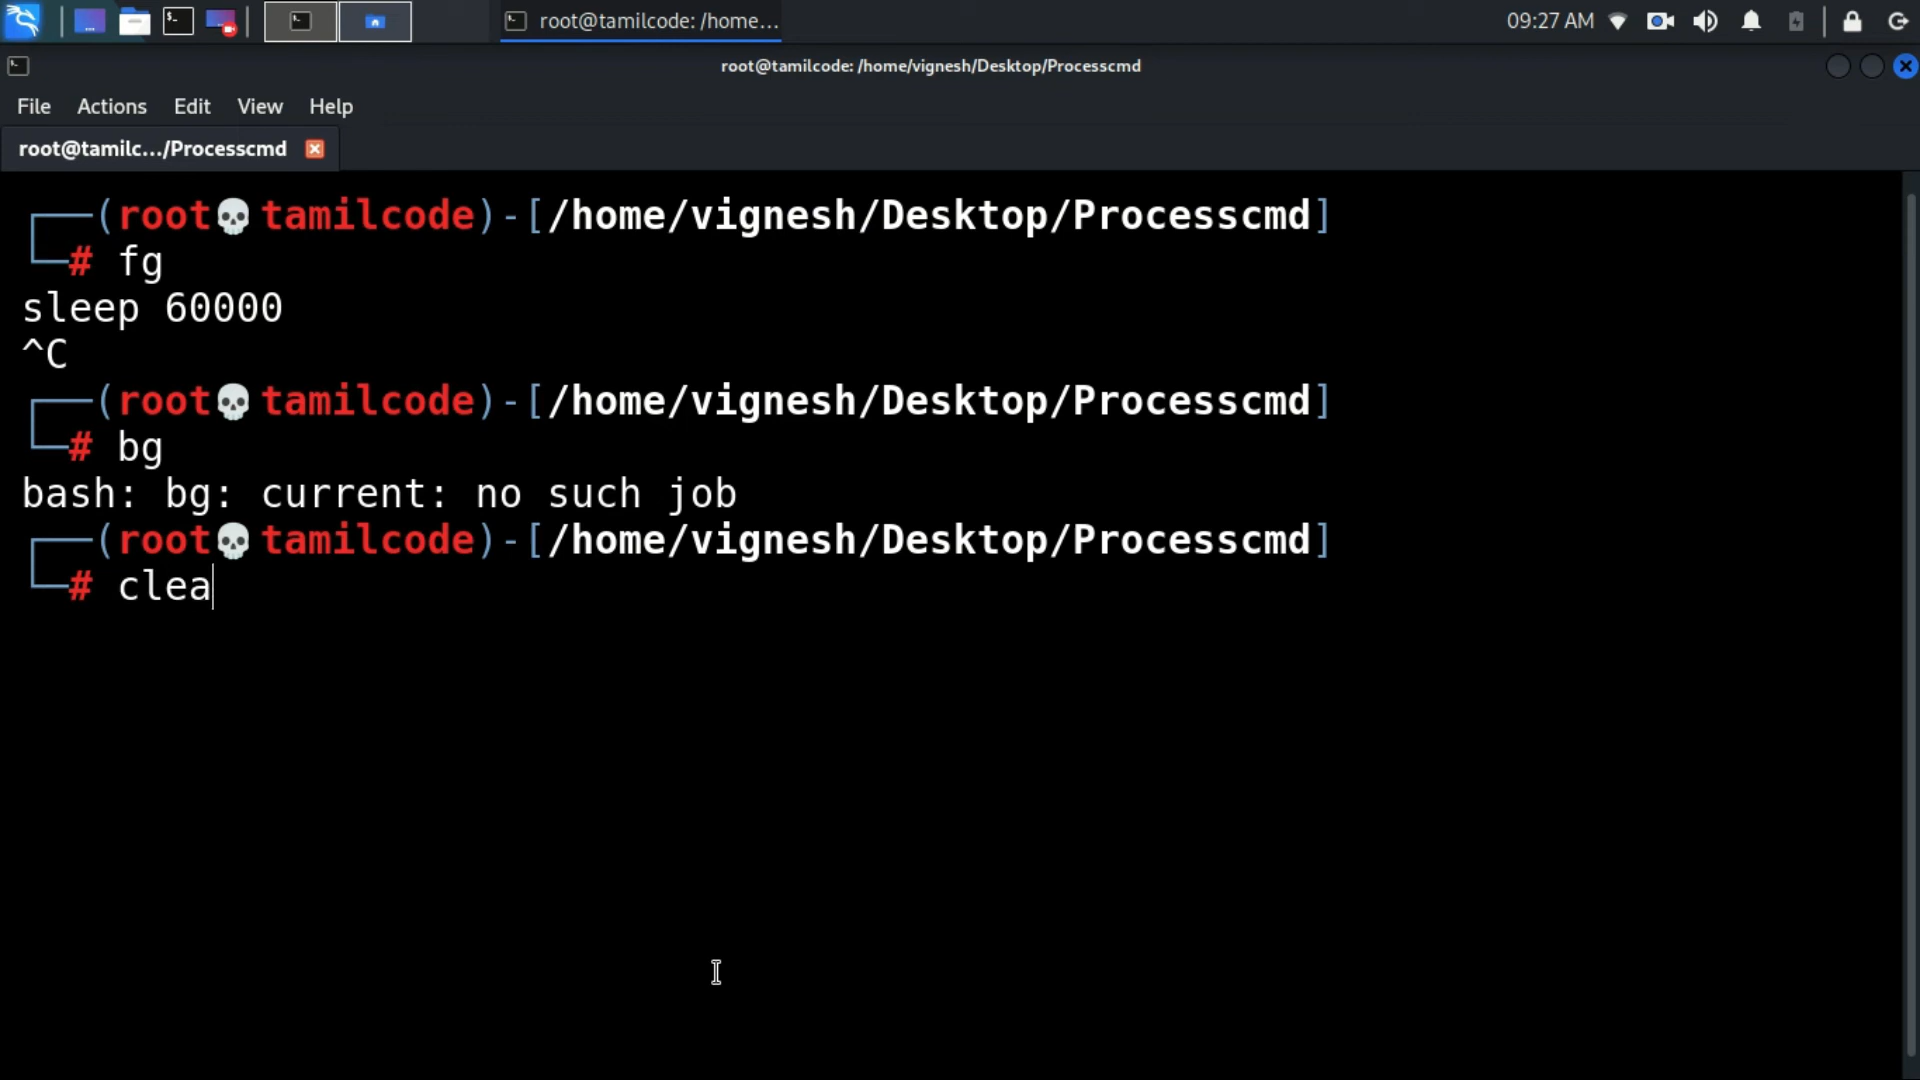 root@tamilcode: /home...
09:27 AM
root@tamilcode: /home/vignesh/Desktop/Processcmd
File Actions Edit View Help
root@tamilc.../Processcmd
(root💀tamilcode)-[/home/vignesh/Desktop/Processcmd]
# fg
sleep 60000
^C
(root💀tamilcode)-[/home/vignesh/Desktop/Processcmd]
# bg
bash: bg: current: no such job
(root💀tamilcode)-[/home/vignesh/Desktop/Processcmd]
# clea